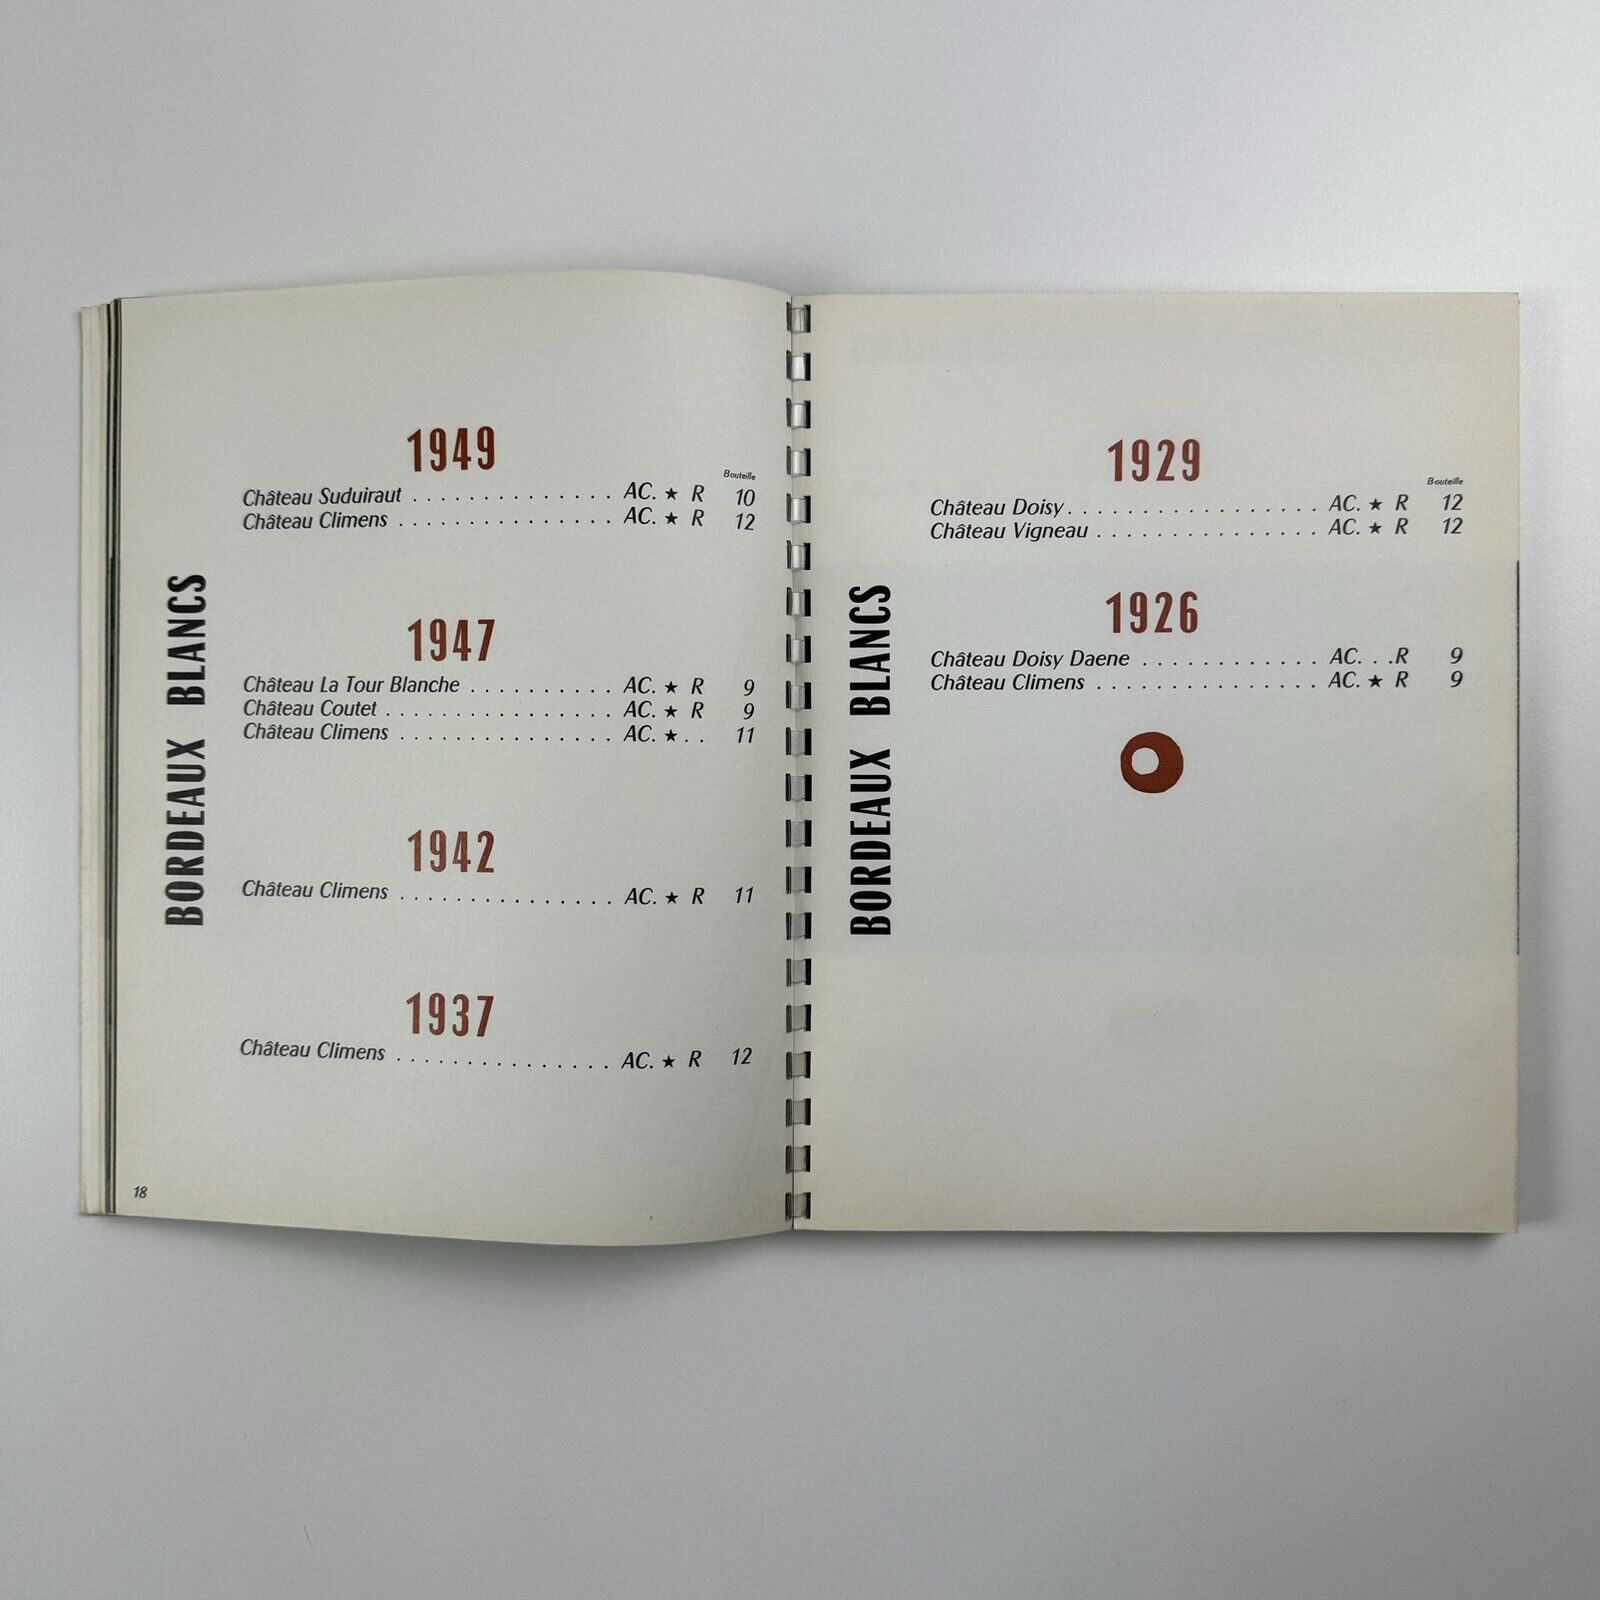 BORDEAUX BLANCS
1949
Bouteille
Château Suduiraut . . . . . . . . . . . . . . AC. ★ R 10
Château Climens . . . . . . . . . . . . . . . AC. ★ R 12
1947
Château La Tour Blanche . . . . . . . . . . AC. ★ R 9
Château Coutet . . . . . . . . . . . . . . . . AC. ★ R 9
Château Climens . . . . . . . . . . . . . . . AC. ★ . . 11
1942
Château Climens . . . . . . . . . . . . . . . AC. ★ R 11
1937
Château Climens . . . . . . . . . . . . . . . AC. ★ R 12
18
BORDEAUX BLANCS
1929
Bouteille
Château Doisy . . . . . . . . . . . . . . . . . . AC. ★ R 12
Château Vigneau . . . . . . . . . . . . . . . . AC. ★ R 12
1926
Château Doisy Daene . . . . . . . . . . . . . AC. . .R 9
Château Climens . . . . . . . . . . . . . . . . AC. ★ R 9